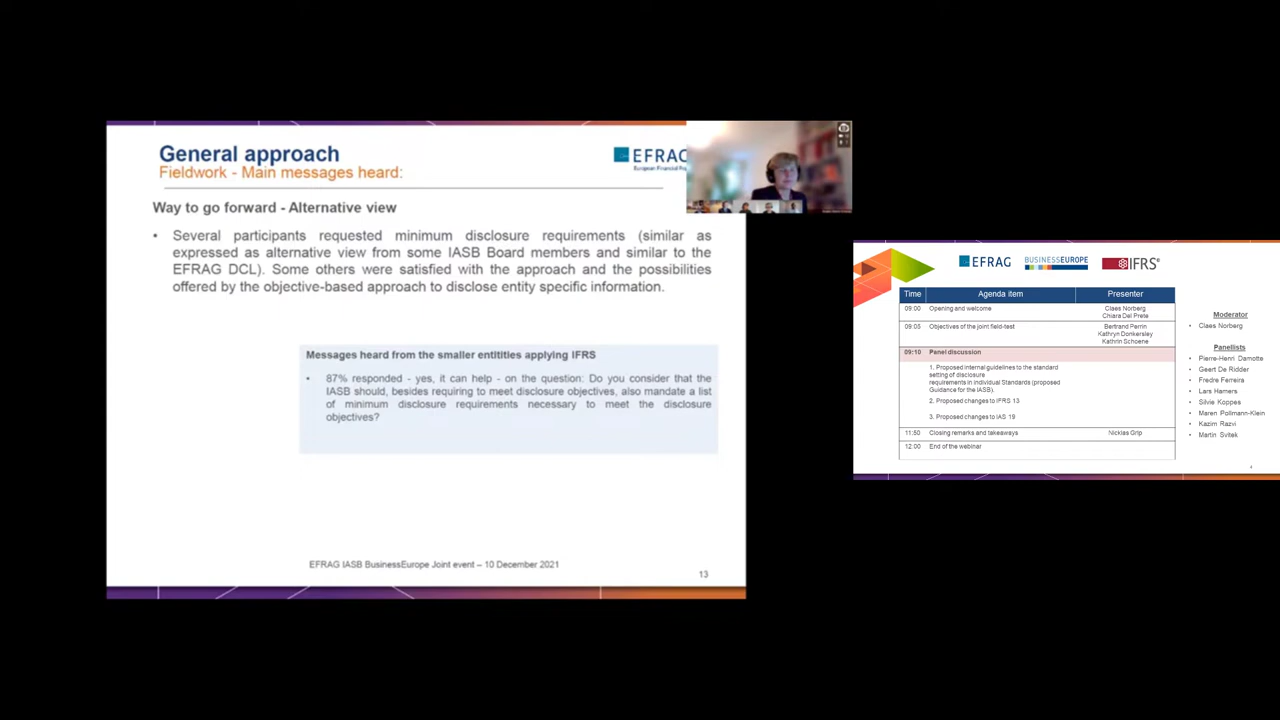 General approach
Fieldwork - Main messages heard:
EFRAG
European Financial Rep
Way to go forward - Alternative view
• Several participants requested minimum disclosure requirements (similar as
expressed as alternative view from some IASB Board members and similar to the
EFRAG DCL). Some others were satisfied with the approach and the possibilities
offered by the objective-based approach to disclose entity specific information.
Messages heard from the smaller entitities applying IFRS
• 87% responded - yes, it can help - on the question: Do you consider that the
IASB should, besides requiring to meet disclosure objectives, also mandate a list
of minimum disclosure requirements necessary to meet the disclosure
objectives?
EFRAG IASB BusinessEurope Joint event – 10 December 2021
13
EFRAG
BUSINESSEUROPE
IFRS®
Time Agenda item Presenter
09:00 Opening and welcome Claes Norberg
Chiara Del Prete
09:05 Objectives of the joint field-test Bertrand Perrin
Kathryn Donkersley
Kathrin Schoene
09:10 Panel discussion
1. Proposed internal guidelines to the standard
setting of disclosure
requirements in individual Standards (proposed
Guidance for the IASB).
2. Proposed changes to IFRS 13
3. Proposed changes to IAS 19
11:50 Closing remarks and takeaways Nicklas Grip
12:00 End of the webinar
Moderator
• Claes Norberg
Panellists
• Pierre-Henri Damotte
• Geert De Ridder
• Fredre Ferreira
• Lars Hamers
• Silvie Koppes
• Maren Pollmann-Klein
• Kazim Razvi
• Martin Svitek